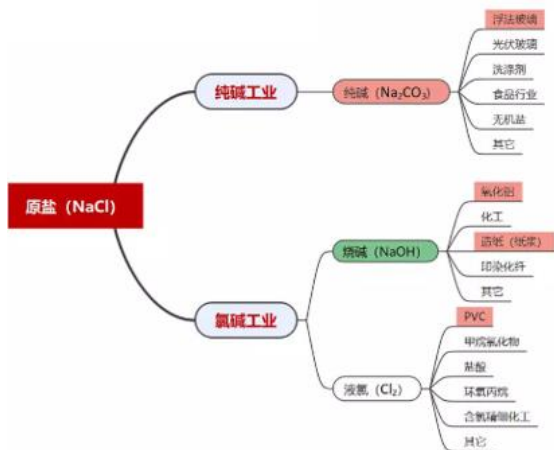 原盐（NaCl）
纯碱工业
纯碱（Na₂CO₃）
浮法玻璃
光伏玻璃
洗涤剂
食品行业
无机盐
其它
氯碱工业
烧碱（NaOH）
氧化铝
化工
造纸（纸浆）
印染化纤
其它
液氯（Cl₂）
PVC
甲烷氯化物
盐酸
环氧丙烷
含氯精细化工
其它